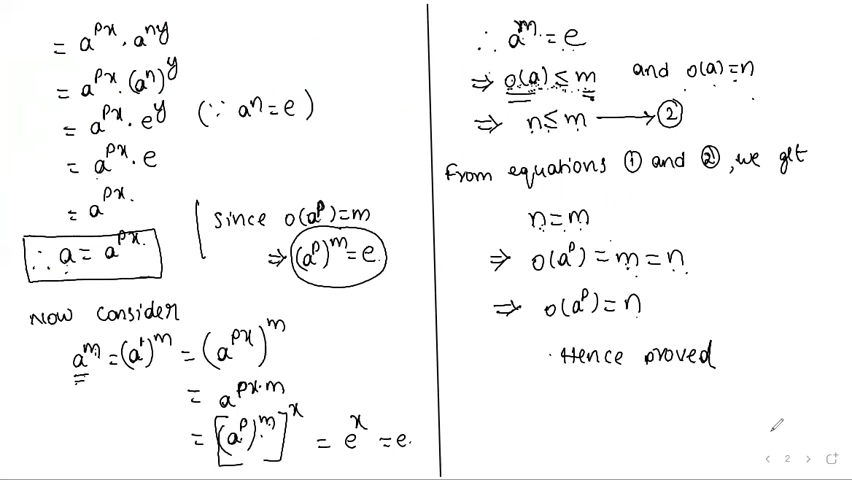 = a^{px} · a^{ny}
= a^{px} · (a^n)^y
= a^{px} · e^y (∵ a^n = e)
= a^{px} · e
= a^{px}.
∴ a = a^{px}.
Since o(a^p) = m
⇒ (a^p)^m = e.
Now consider
a^m = (a^1)^m = (a^{px})^m
= a^{px·m}
= [(a^p)^m]^x = e^x = e.
∴ a^m = e
⇒ o(a) ≤ m and o(a) = n
⇒ n ≤ m ⟶ ②
From equations ① and ②, we get
n = m
⇒ o(a^p) = m = n
⇒ o(a^p) = n
Hence proved
2